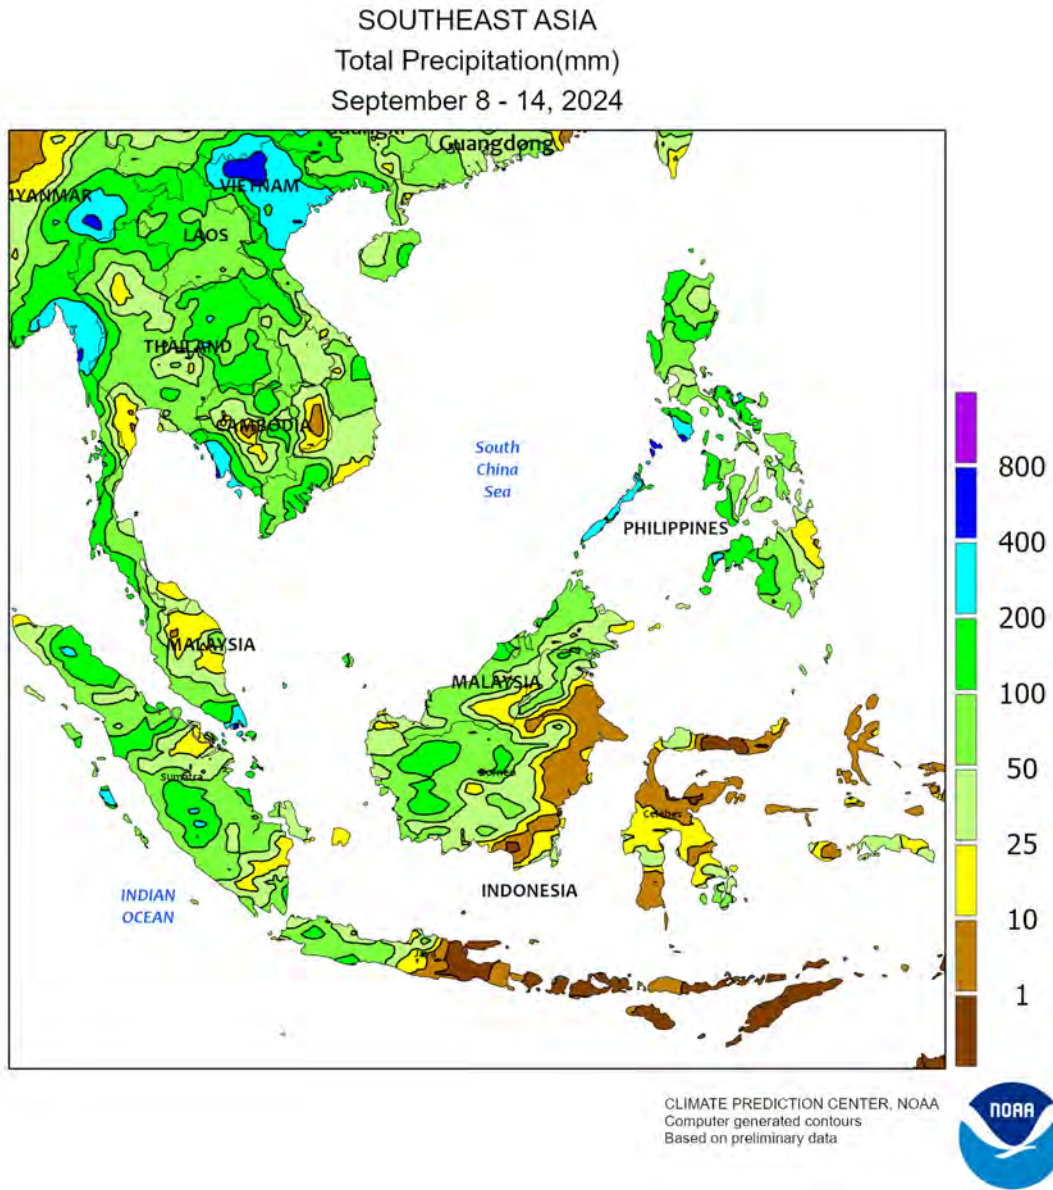 SOUTHEAST ASIA
Total Precipitation(mm)
September 8 - 14, 2024
Guangdong
VIETNAM
LAOS
THAILAND
CAMBODIA
South
China
Sea
PHILIPPINES
MALAYSIA
MALAYSIA
Sumatra
Borneo
Celebes
INDONESIA
INDIAN
OCEAN
800
400
200
100
50
25
10
1
CLIMATE PREDICTION CENTER, NOAA
Computer generated contours
Based on preliminary data
NOAA